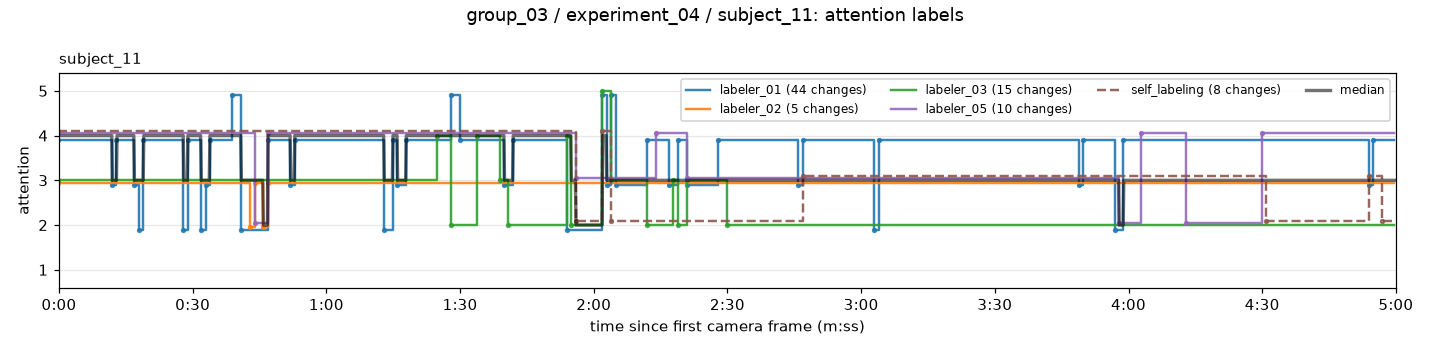 group_03 / experiment_04 / subject_11: attention labels
subject_11
labeler_01 (44 changes)
labeler_02 (5 changes)
labeler_03 (15 changes)
labeler_05 (10 changes)
self_labeling (8 changes)
median
attention
5
4
3
2
1
0:00 0:30 1:00 1:30 2:00 2:30 3:00 3:30 4:00 4:30 5:00
time since first camera frame (m:ss)